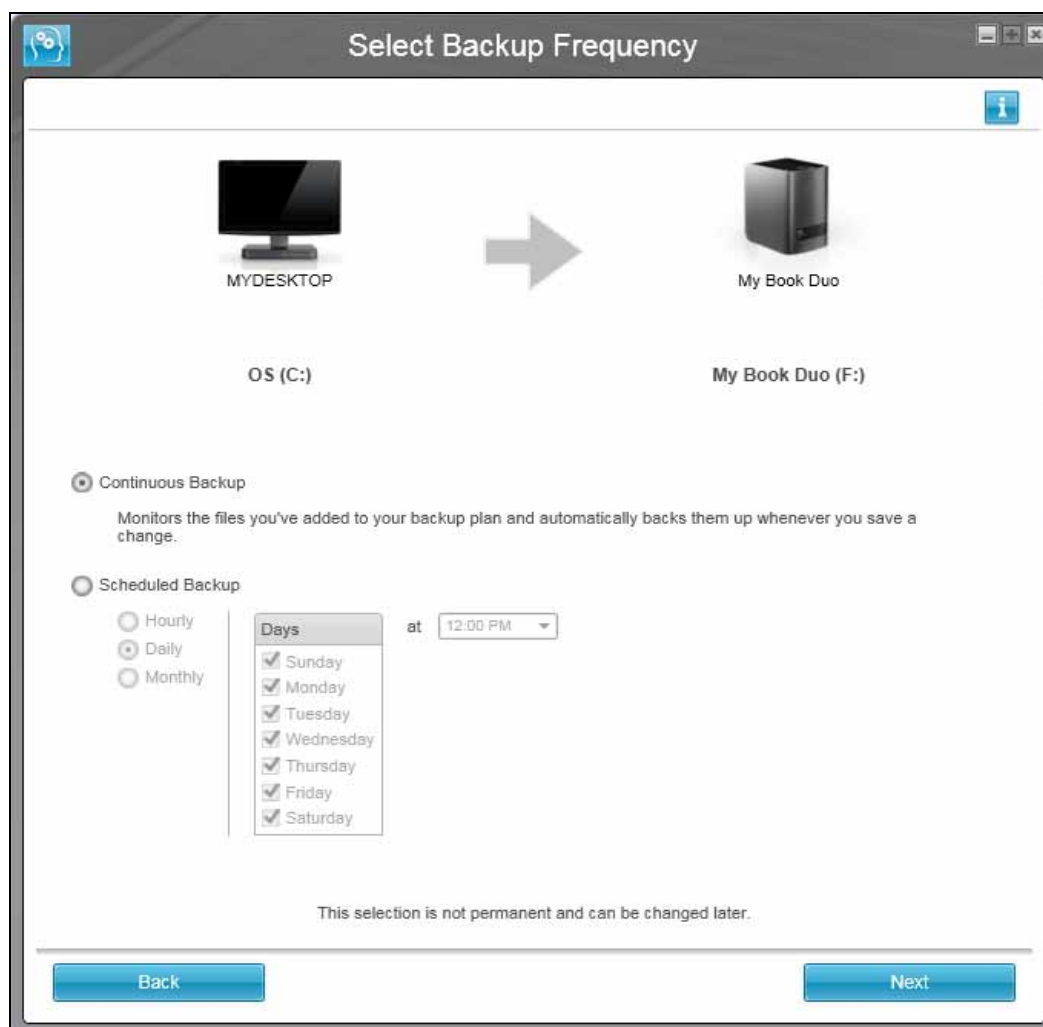 Select Backup Frequency
MYDESKTOP
My Book Duo
OS (C:)
My Book Duo (F:)
Continuous Backup
Monitors the files you've added to your backup plan and automatically backs them up whenever you save a
change.
Scheduled Backup
Hourly
Daily
Monthly
Days
Sunday
Monday
Tuesday
Wednesday
Thursday
Friday
Saturday
at
12:00 PM
This selection is not permanent and can be changed later.
Back
Next